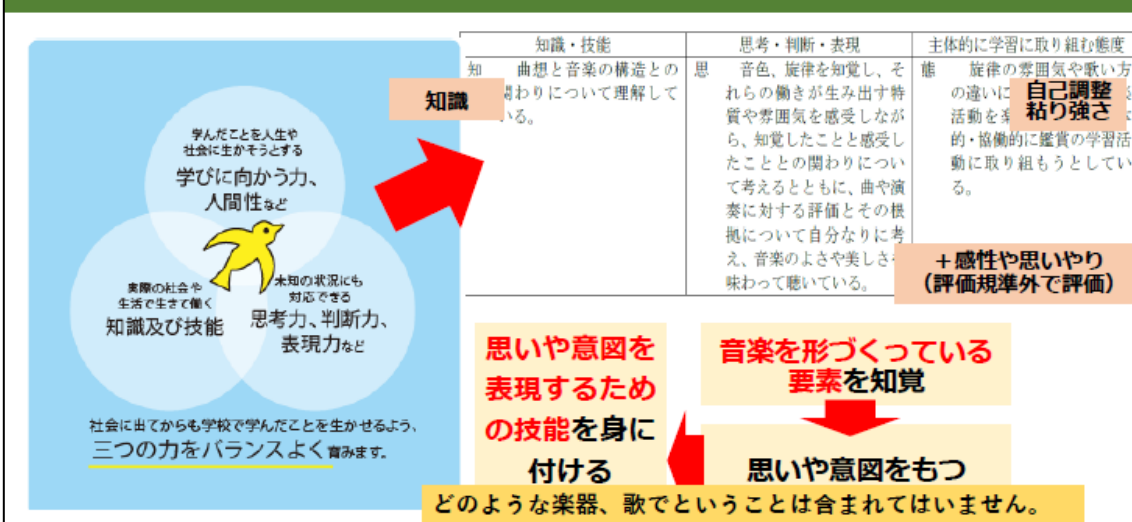 学んだことを人生や
社会に生かそうとする
学びに向かう力、
人間性など
実際の社会や
生活で生きて働く
知識及び技能
未知の状況にも
対応できる
思考力、判断力、
表現力など
社会に出てからも学校で学んだことを生かせるよう、
三つの力をバランスよく育みます。
知識・技能
知 曲想と音楽の構造との
関わりについて理解して
いる。
知識
思考・判断・表現
思 音色、旋律を知覚し、そ
れらの働きが生み出す特
質や雰囲気を感受しなが
ら、知覚したことと感受し
たこととの関わりについ
て考えるとともに、曲や演
奏に対する評価とその根
拠について自分なりに考
え、音楽のよさや美しさ
味わって聴いている。
主体的に学習に取り組む態度
態 旋律の雰囲気や歌い方
の違いに
活動を
的・協働的に鑑賞の学習活
動に取り組もうとしてい
る。
自己調整
粘り強さ
＋感性や思いやり
（評価規準外で評価）
思いや意図を
表現するため
の技能を身に
付ける
音楽を形づくっている
要素を知覚
思いや意図をもつ
どのような楽器、歌でということは含まれてはいません。